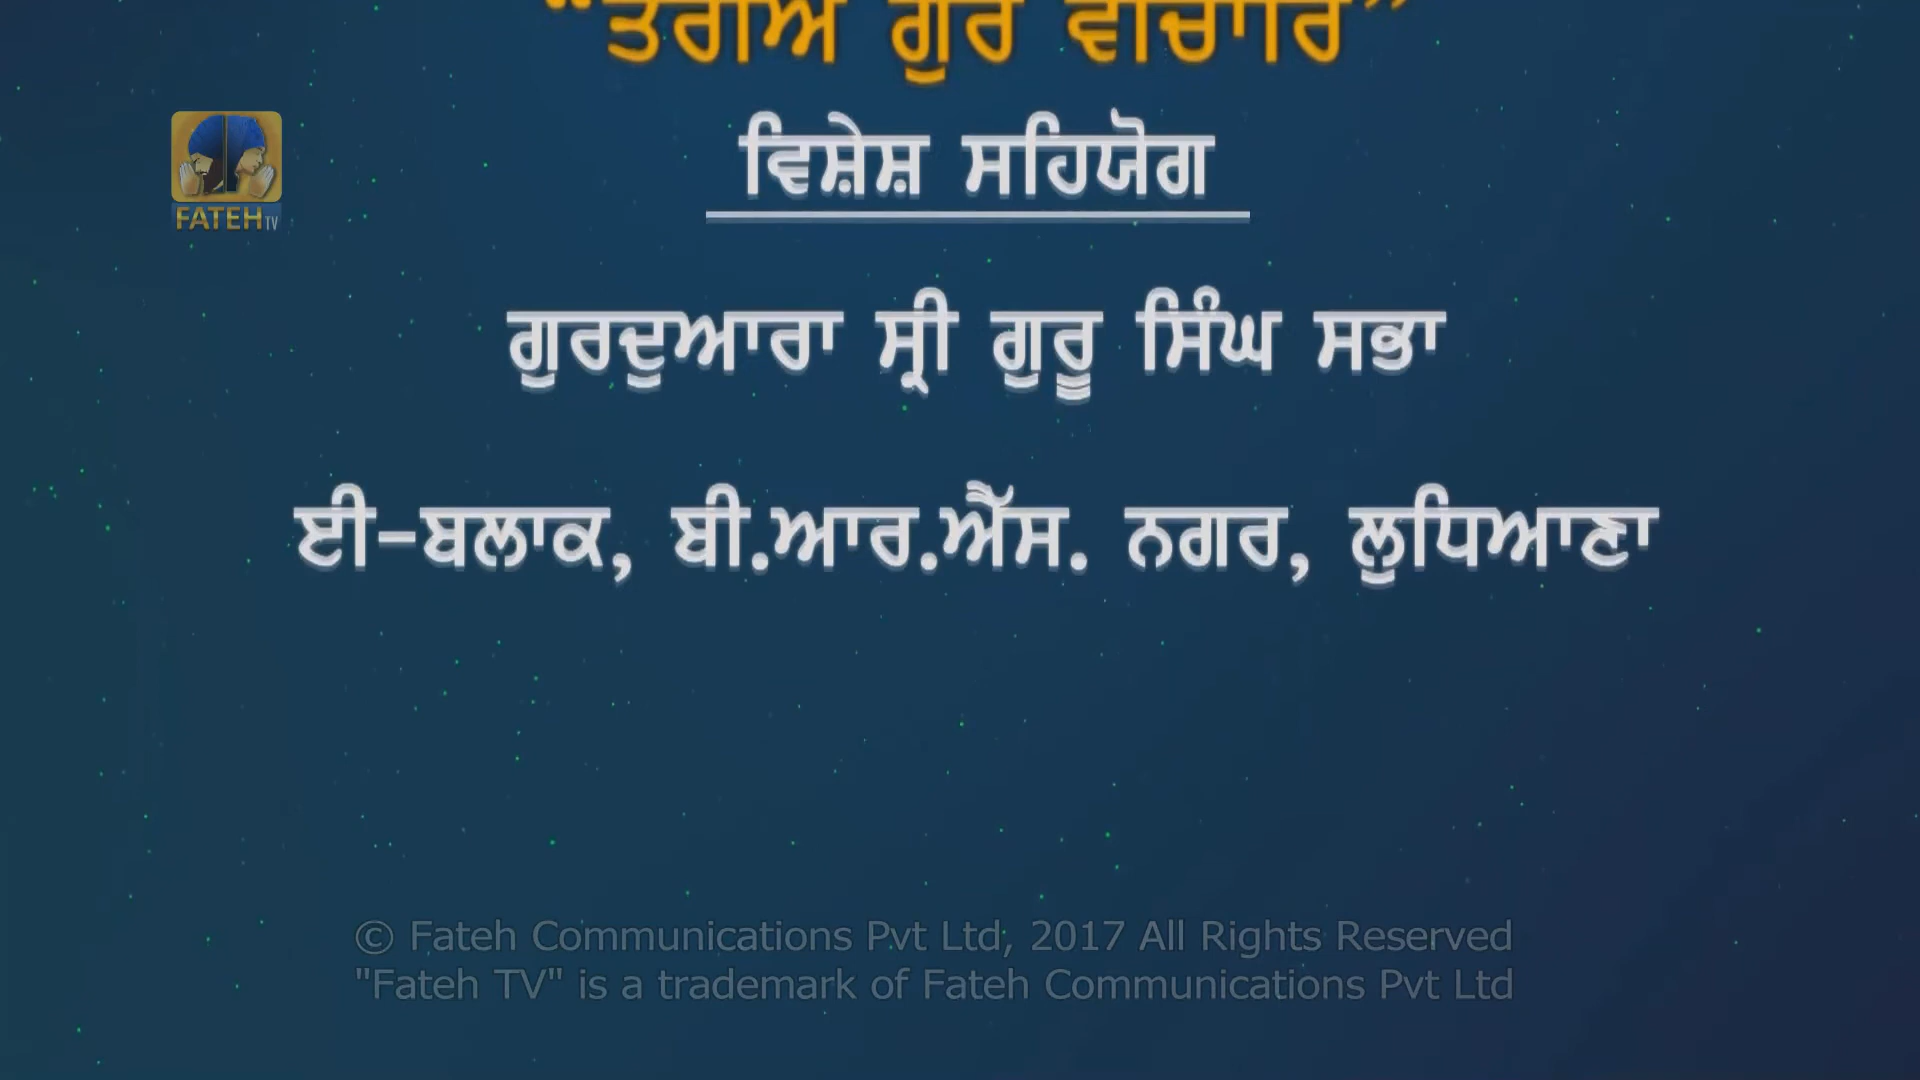 ਗੁਰ
ਵਿਸ਼ੇਸ਼ ਸਹਿਯੋਗ
FATEH TV
ਗੁਰਦੁਆਰਾ ਸ੍ਰੀ ਗੁਰੂ ਸਿੰਘ ਸਭਾ
ਈ-ਬਲਾਕ, ਬੀ.ਆਰ.ਐੱਸ. ਨਗਰ, ਲੁਧਿਆਣਾ
© Fateh Communications Pvt Ltd, 2017 All Rights Reserved
"Fateh TV" is a trademark of Fateh Communications Pvt Ltd